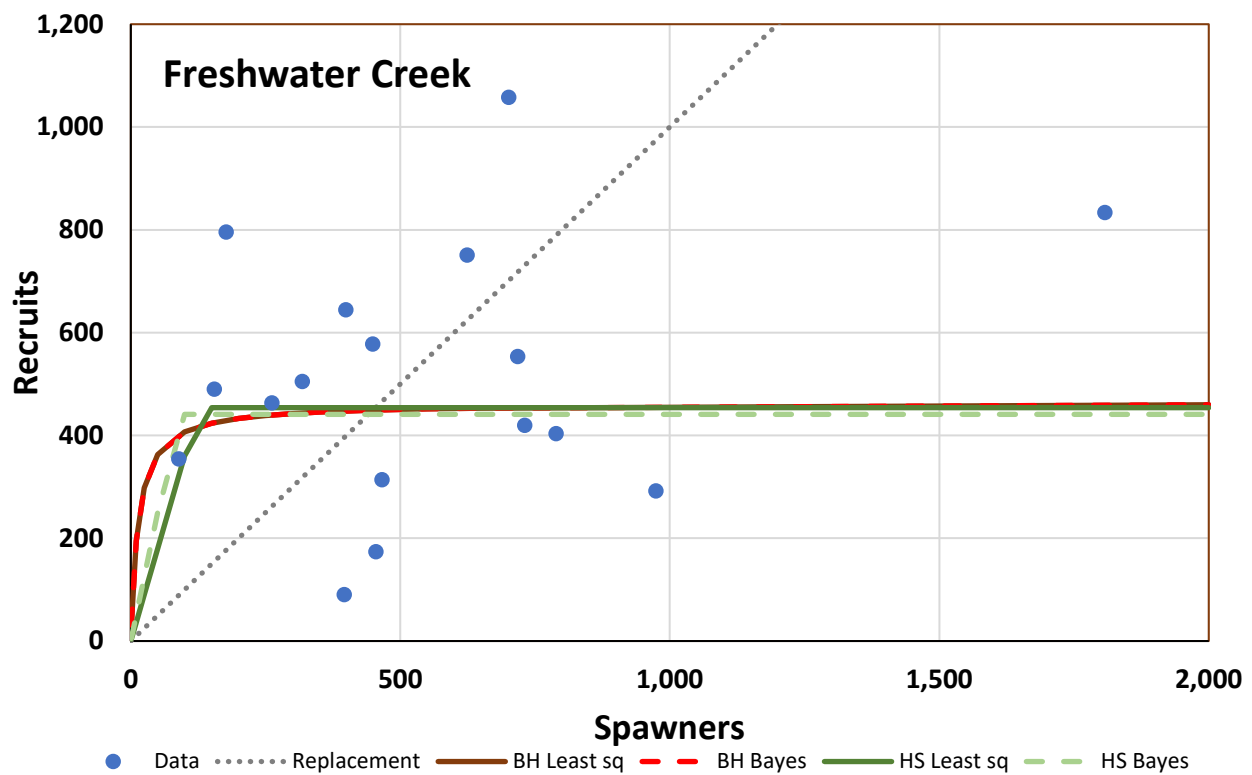 Freshwater Creek
1,200
1,000
800
600
400
200
0
Recruits
0 500 1,000 1,500 2,000
Spawners
Data Replacement BH Least sq BH Bayes HS Least sq HS Bayes